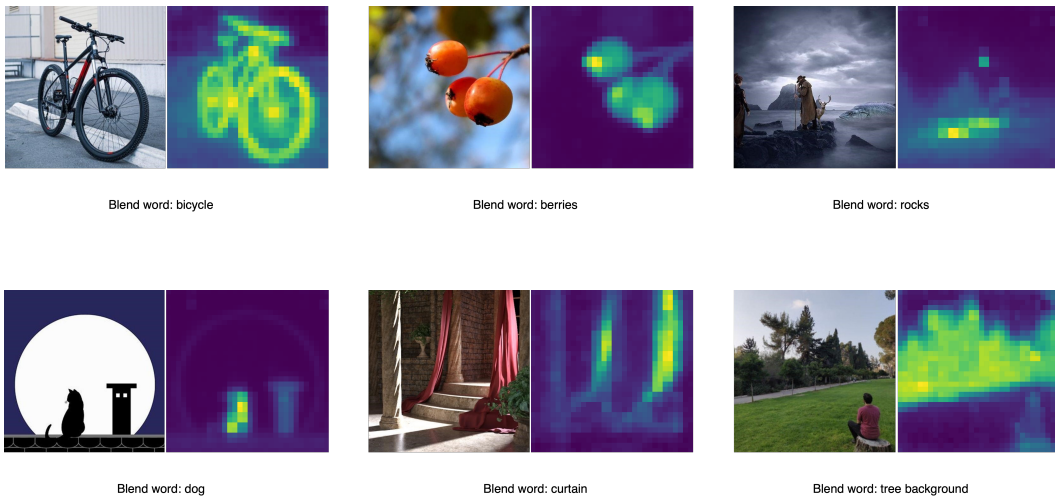 Blend word: bicycle
Blend word: berries
Blend word: rocks
Blend word: dog
Blend word: curtain
Blend word: tree background